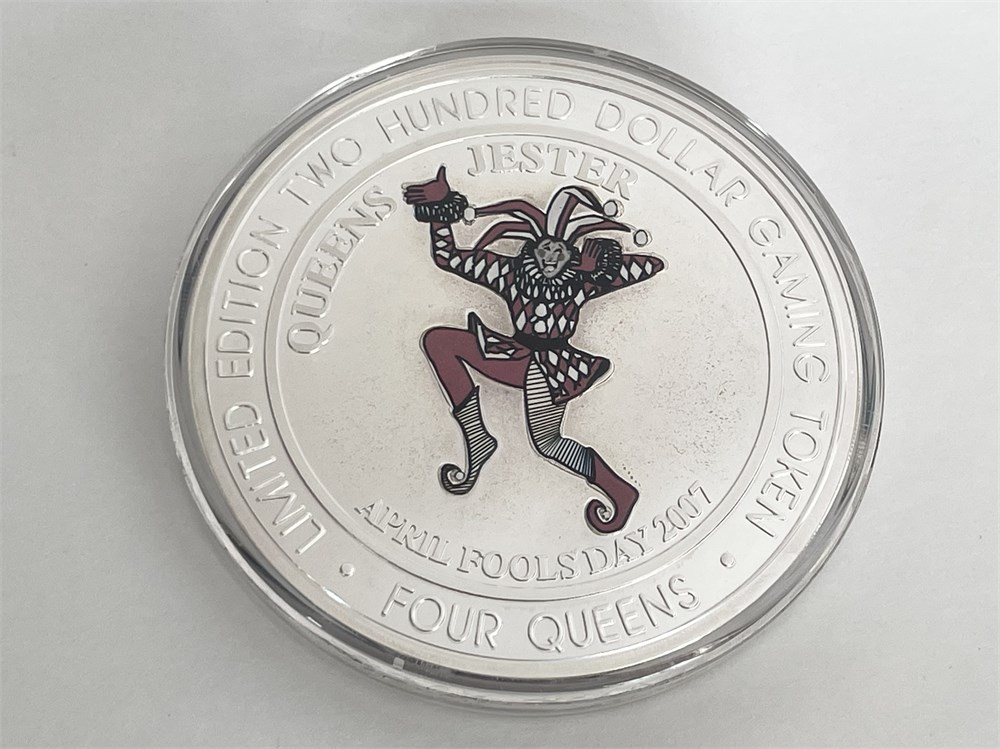 LIMITED EDITION TWO HUNDRED DOLLAR GAMING TOKEN
QUEENS JESTER
APRIL FOOLS DAY 2007
• FOUR QUEENS •